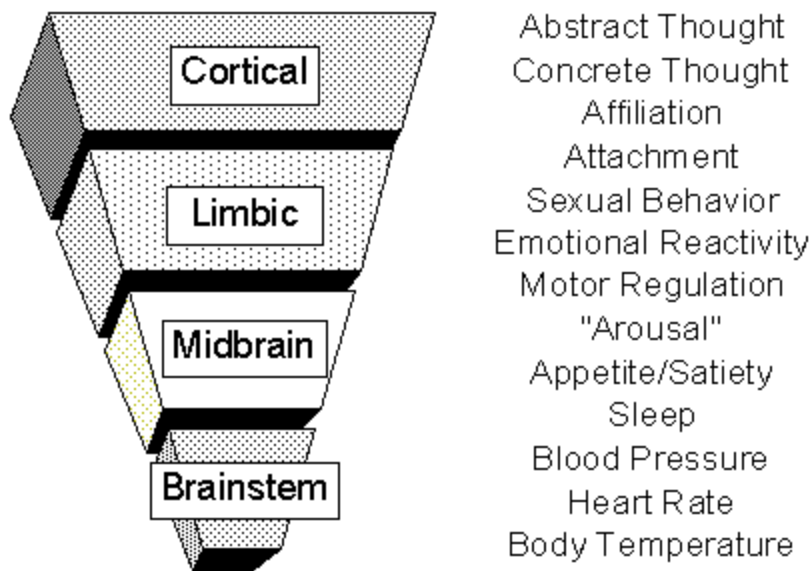 Cortical
Limbic
Midbrain
Brainstem
Abstract Thought
Concrete Thought
Affiliation
Attachment
Sexual Behavior
Emotional Reactivity
Motor Regulation
"Arousal"
Appetite/Satiety
Sleep
Blood Pressure
Heart Rate
Body Temperature